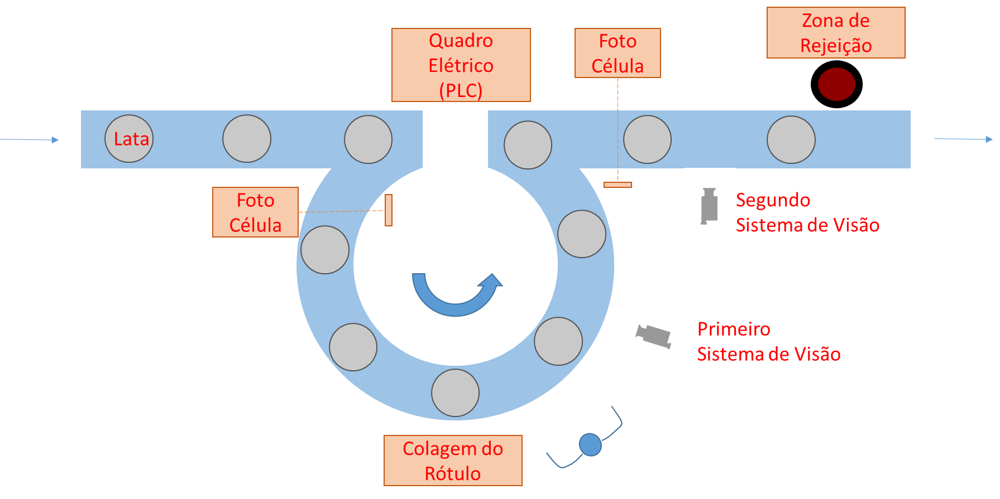 Zona de
Rejeição
Quadro
Elétrico
(PLC)
Foto
Célula
Lata
Foto
Célula
Segundo
Sistema de Visão
Primeiro
Sistema de Visão
Colagem do
Rótulo